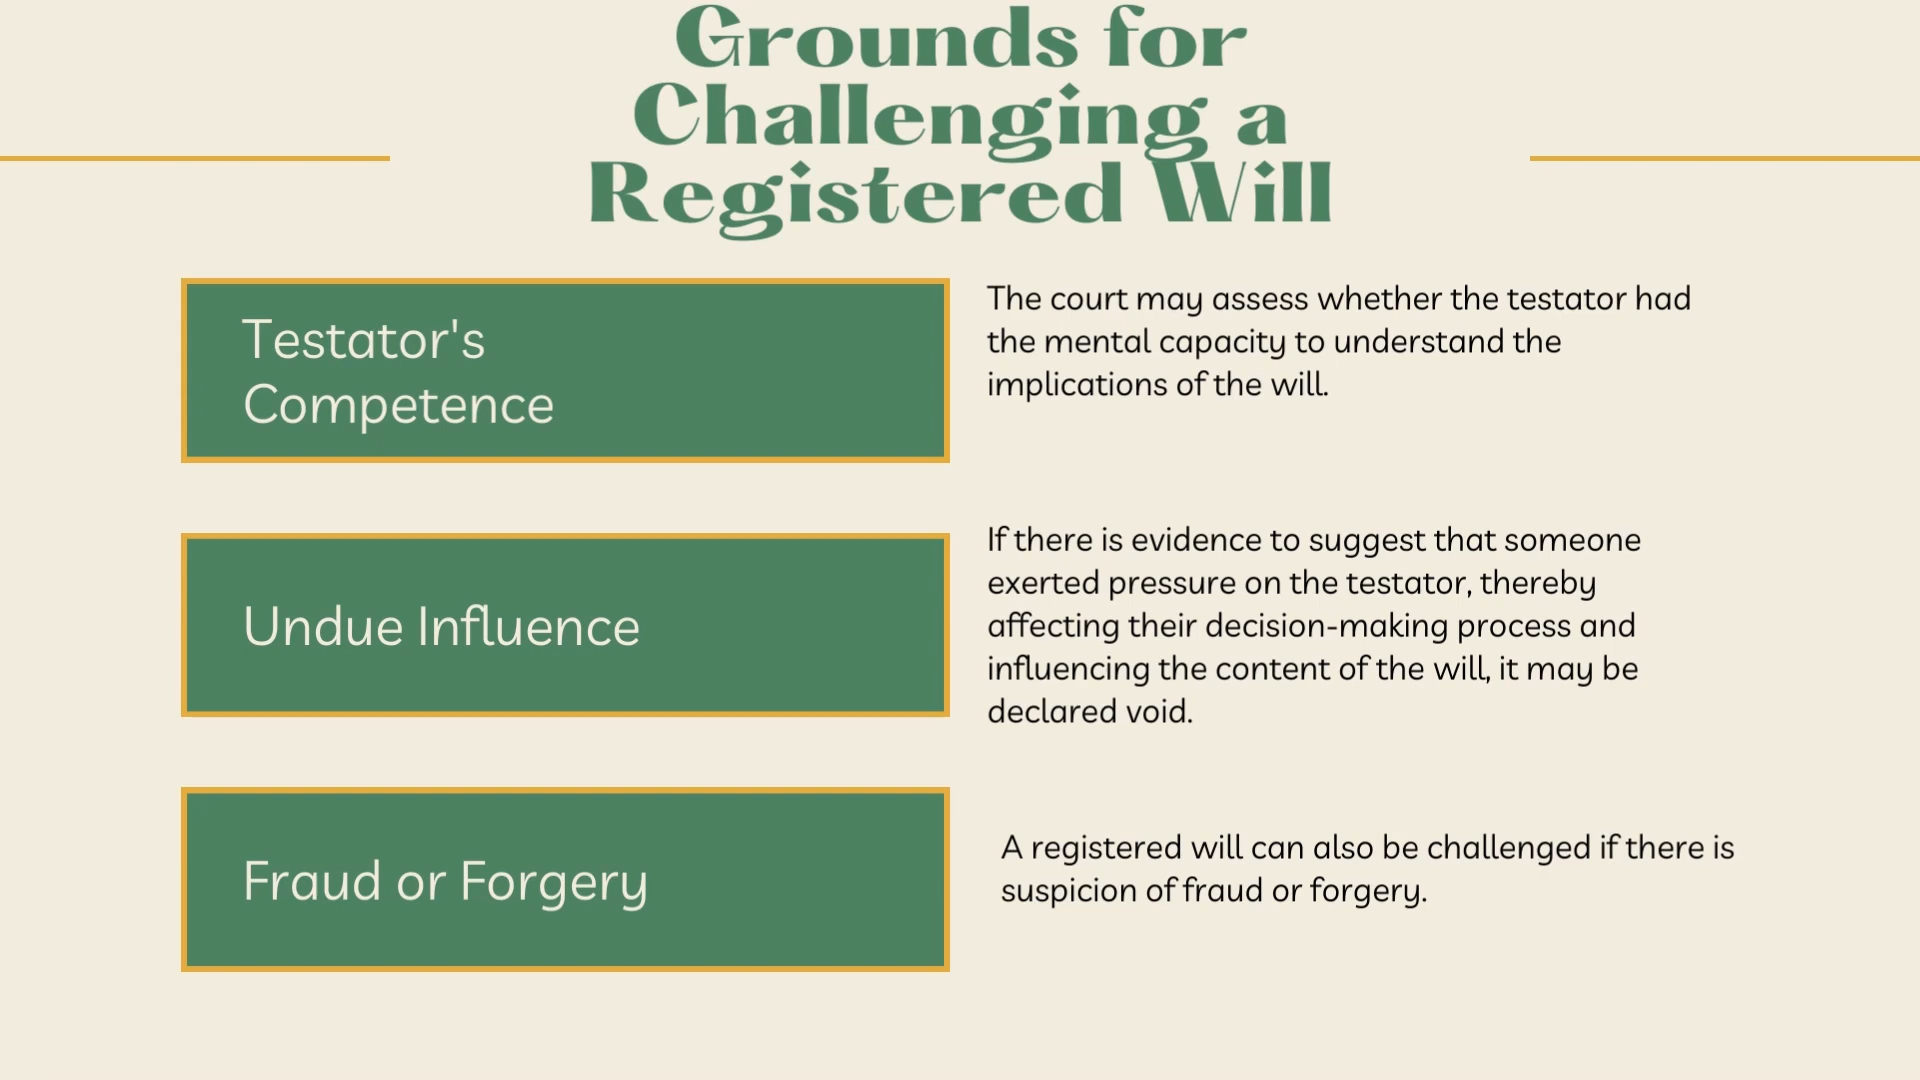 Grounds for
Challenging a
Registered Will
Testator's
Competence
The court may assess whether the testator had
the mental capacity to understand the
implications of the will.
Undue Influence
If there is evidence to suggest that someone
exerted pressure on the testator, thereby
affecting their decision-making process and
influencing the content of the will, it may be
declared void.
Fraud or Forgery
A registered will can also be challenged if there is
suspicion of fraud or forgery.